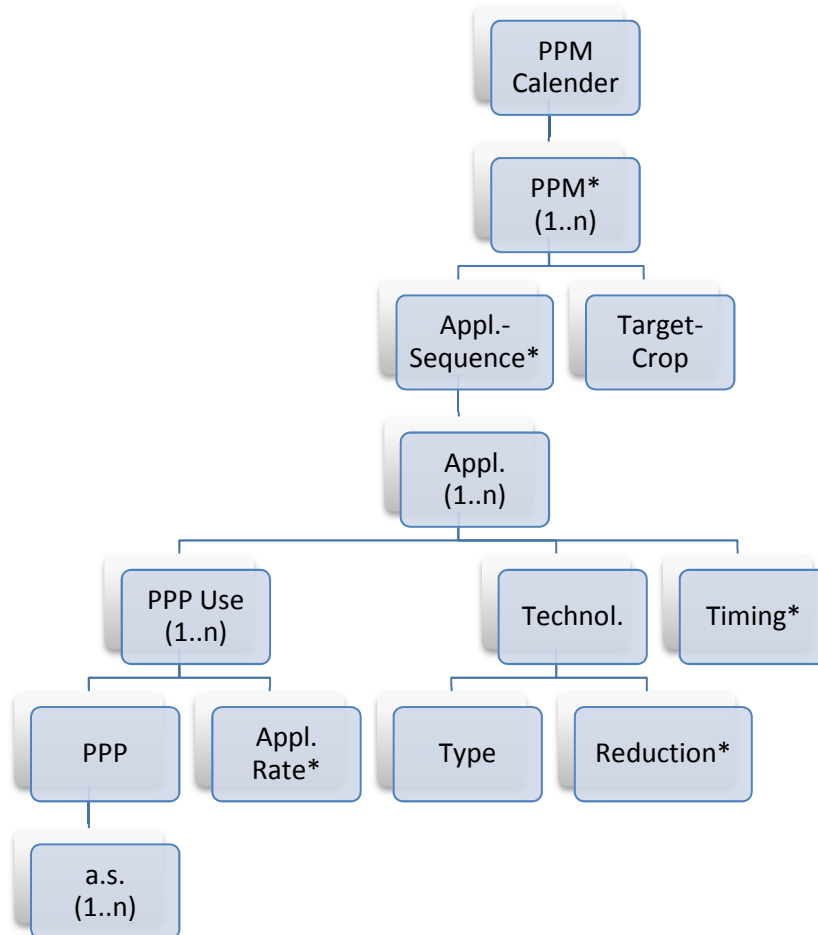 PPM
Calender
PPM*
(1..n)
Appl.-
Sequence*
Target-
Crop
Appl.
(1..n)
PPP Use
(1..n)
Technol.
Timing*
PPP
Appl.
Rate*
Type
Reduction*
a.s.
(1..n)